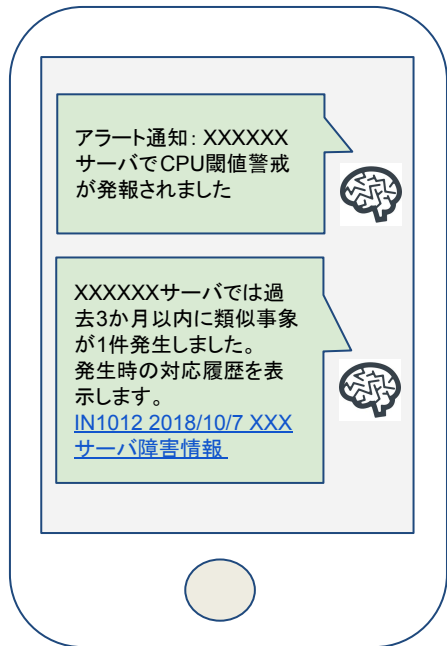 アラート通知： XXXXXX
サーバでCPU閾値警戒
が発報されました
XXXXXXサーバでは過
去3か月以内に類似事象
が1件発生しました。
発生時の対応履歴を表
示します。
IN1012 2018/10/7 XXX
サーバ障害情報